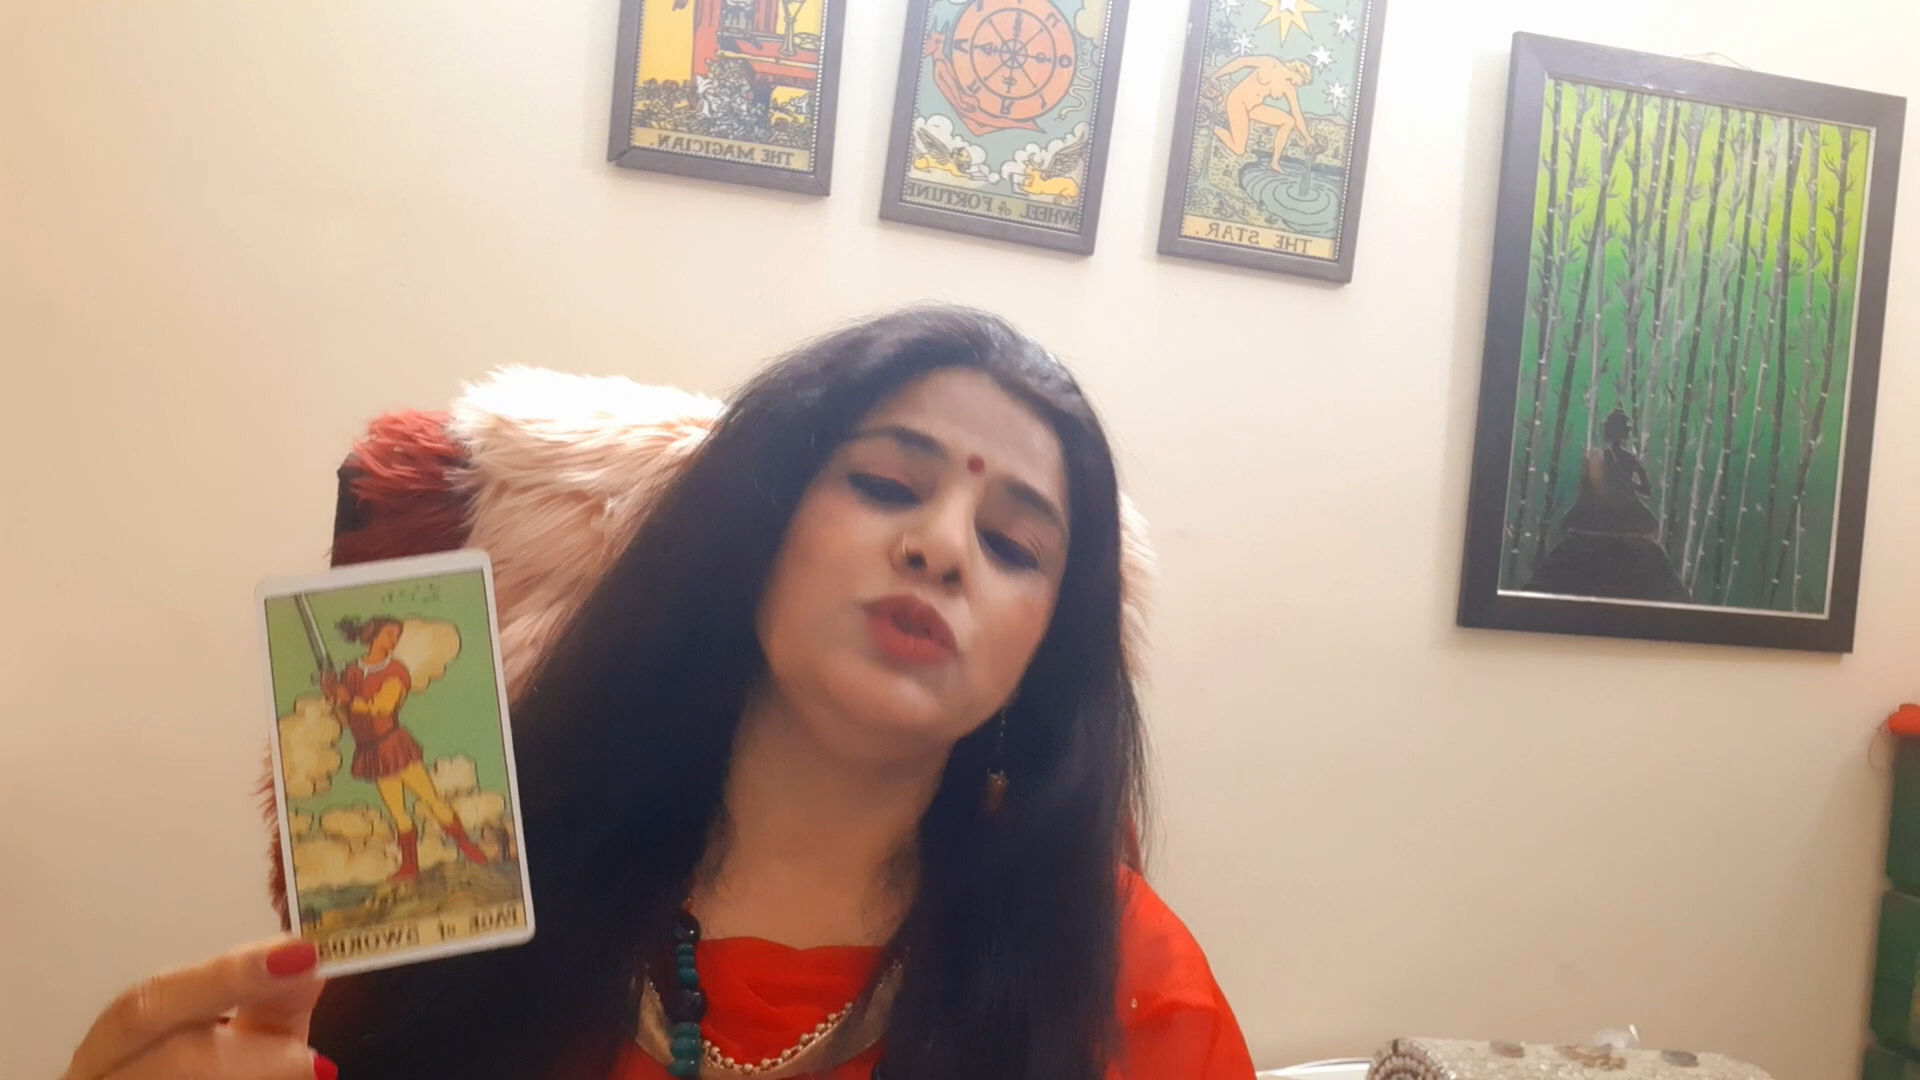 THE MAGICIAN.
WHEEL of FORTUNE
THE STAR.
PAGE of SWORDS